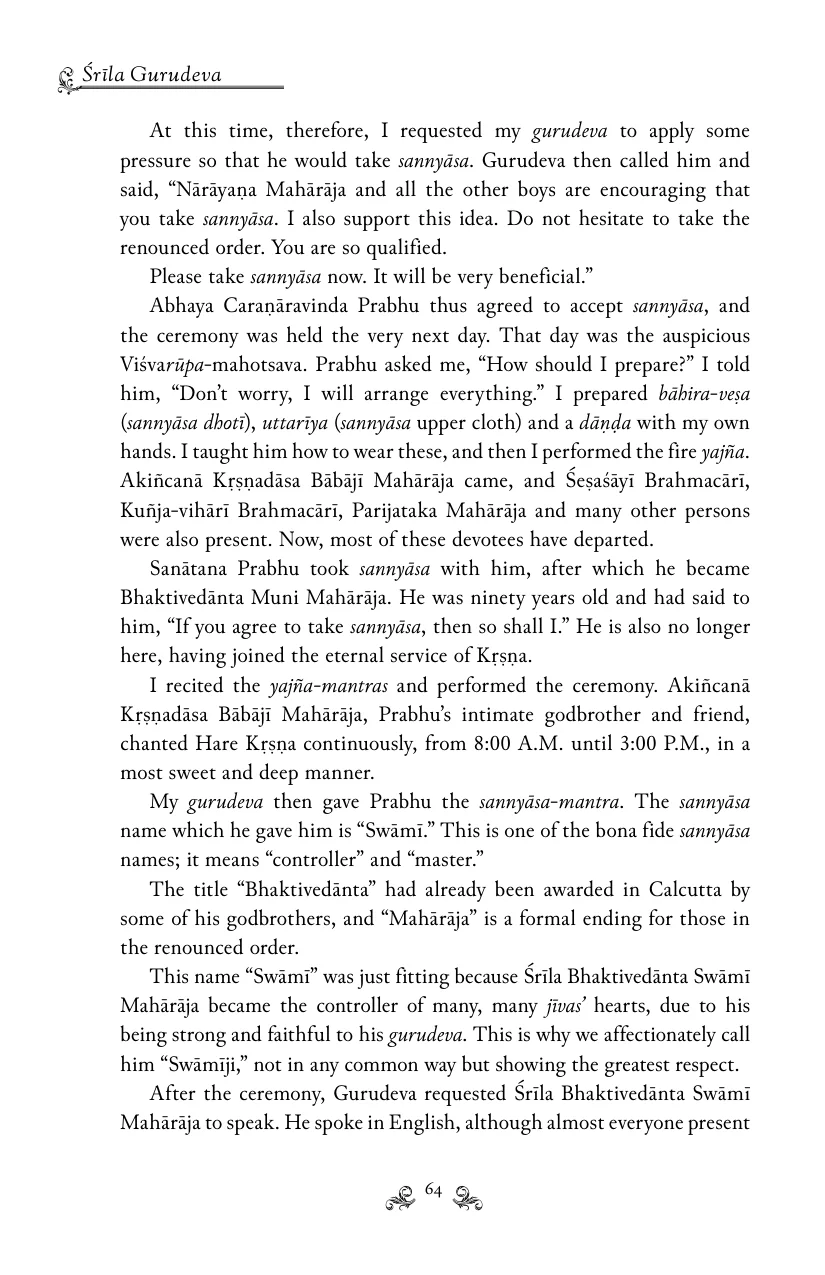 Śrīla Gurudeva
At this time, therefore, I requested my gurudeva to apply some
pressure so that he would take sannyāsa. Gurudeva then called him and
said, “Nārāyaṇa Mahārāja and all the other boys are encouraging that
you take sannyāsa. I also support this idea. Do not hesitate to take the
renounced order. You are so qualified.
Please take sannyāsa now. It will be very beneficial.”
Abhaya Caraṇāravinda Prabhu thus agreed to accept sannyāsa, and
the ceremony was held the very next day. That day was the auspicious
Viśvarūpa-mahotsava. Prabhu asked me, “How should I prepare?” I told
him, “Don’t worry, I will arrange everything.” I prepared bāhira-veṣa
(sannyāsa dhotī), uttarīya (sannyāsa upper cloth) and a dāṇḍa with my own
hands. I taught him how to wear these, and then I performed the fire yajña.
Akiñcanā Kṛṣṇadāsa Bābājī Mahārāja came, and Śeṣaśāyī Brahmacārī,
Kuñja-vihārī Brahmacārī, Parijataka Mahārāja and many other persons
were also present. Now, most of these devotees have departed.
Sanātana Prabhu took sannyāsa with him, after which he became
Bhaktivedānta Muni Mahārāja. He was ninety years old and had said to
him, “If you agree to take sannyāsa, then so shall I.” He is also no longer
here, having joined the eternal service of Kṛṣṇa.
I recited the yajña-mantras and performed the ceremony. Akiñcanā
Kṛṣṇadāsa Bābājī Mahārāja, Prabhu’s intimate godbrother and friend,
chanted Hare Kṛṣṇa continuously, from 8:00 A.M. until 3:00 P.M., in a
most sweet and deep manner.
My gurudeva then gave Prabhu the sannyāsa-mantra. The sannyāsa
name which he gave him is “Swāmī.” This is one of the bona fide sannyāsa
names; it means “controller” and “master.”
The title “Bhaktivedānta” had already been awarded in Calcutta by
some of his godbrothers, and “Mahārāja” is a formal ending for those in
the renounced order.
This name “Swāmī” was just fitting because Śrīla Bhaktivedānta Swāmī
Mahārāja became the controller of many, many jīvas’ hearts, due to his
being strong and faithful to his gurudeva. This is why we affectionately call
him “Swāmīji,” not in any common way but showing the greatest respect.
After the ceremony, Gurudeva requested Śrīla Bhaktivedānta Swāmī
Mahārāja to speak. He spoke in English, although almost everyone present
64